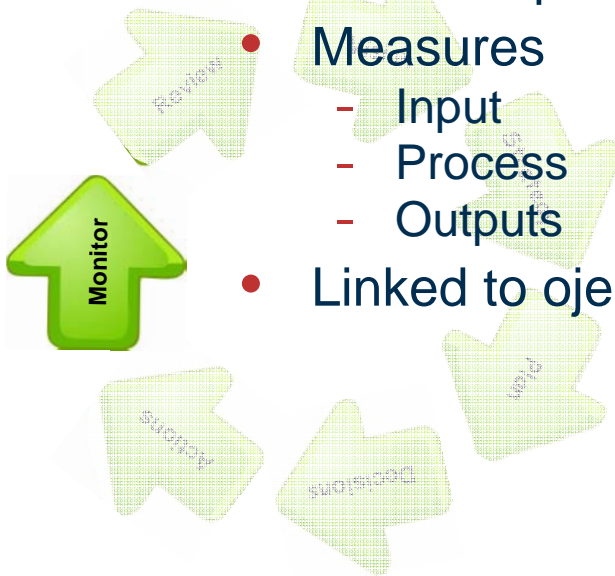 Measures
- Input
- Process
- Outputs
Linked to oje
Review
Monitor
Plan
Actions
Decisions